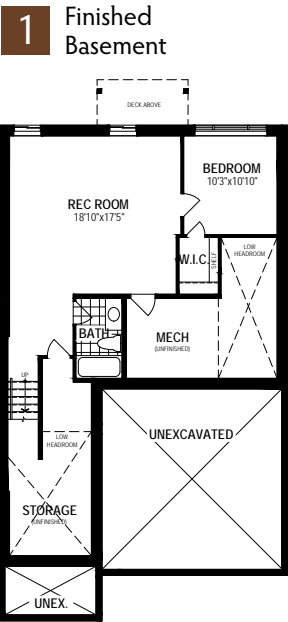 1
Finished
Basement
DECK ABOVE
BEDROOM
10'3"x10'10"
REC ROOM
18'10"x17'5"
W.I.C.
SHELF
LOW
HEADROOM
BATH
MECH
(UNFINISHED)
UP
LOW
HEADROOM
UNEXCAVATED
STORAGE
(UNFINISHED)
UNEX.